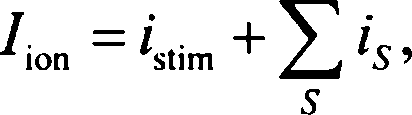 I_ion = i_stim + ∑_S i_S,